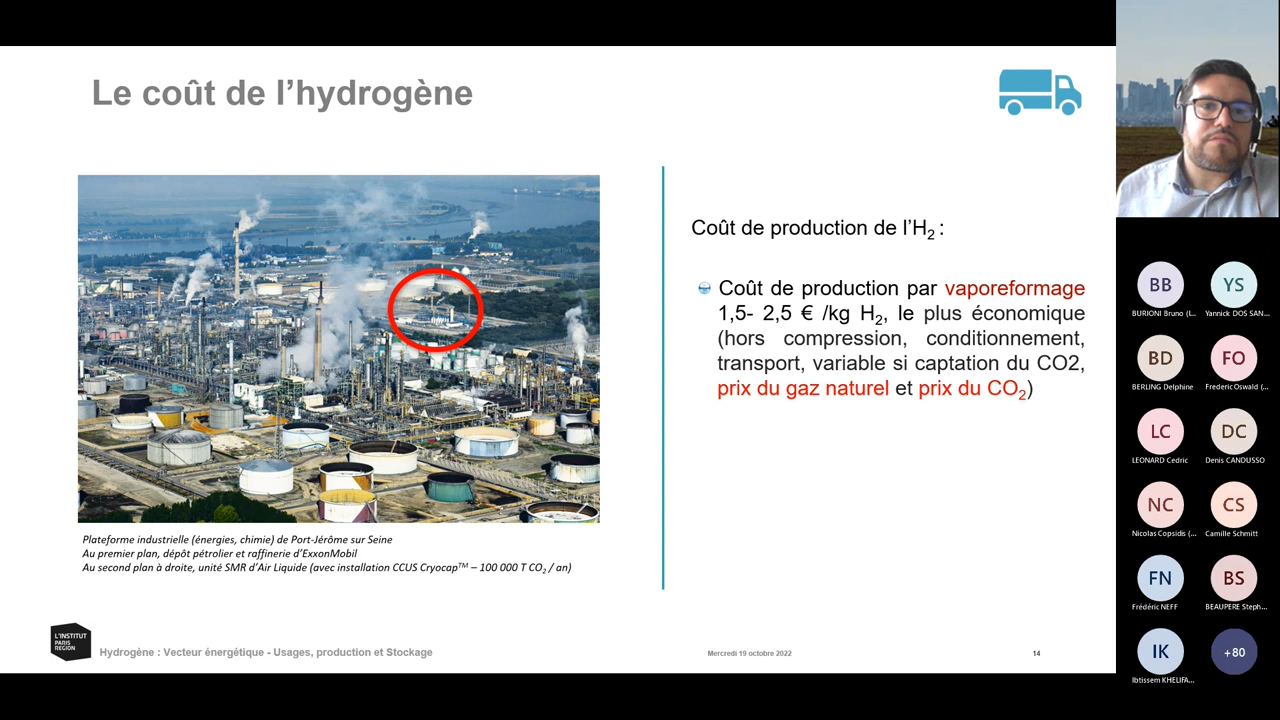 Le coût de l'hydrogène
Coût de production de l'H2 :
Coût de production par vaporeformage
1,5- 2,5 € /kg H2, le plus économique
(hors compression, conditionnement,
transport, variable si captation du CO2,
prix du gaz naturel et prix du CO2)
Plateforme industrielle (énergies, chimie) de Port-Jérôme sur Seine
Au premier plan, dépôt pétrolier et raffinerie d'ExxonMobil
Au second plan à droite, unité SMR d'Air Liquide (avec installation CCUS Cryocap™ – 100 000 T CO2 / an)
L'INSTITUT
PARIS
REGION
Hydrogène : Vecteur énergétique - Usages, production et Stockage
Mercredi 19 octobre 2022
14
BB
YS
BURIONI Bruno (L...
Yannick DOS SAN...
BD
FO
BERLING Delphine
Frederic Oswald (...
LC
DC
LEONARD Cedric
Denis CANDUSSO
NC
CS
Nicolas Copsidis (...
Camille Schmitt
FN
BS
Frédéric NEFF
BEAUPERE Steph...
IK
+80
Ibtissem KHELIFA...